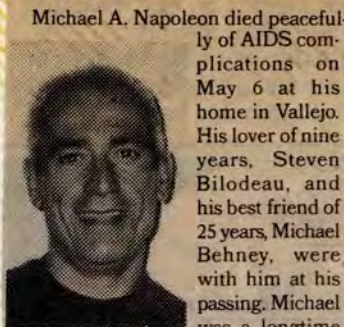 Michael A. Napoleon died peaceful-
ly of AIDS com-
plications on
May 6 at his
home in Vallejo.
His lover of nine
years, Steven
Bilodeau, and
his best friend of
25 years, Michael
Behney, were
with him at his
passing. Michael
was a longtime